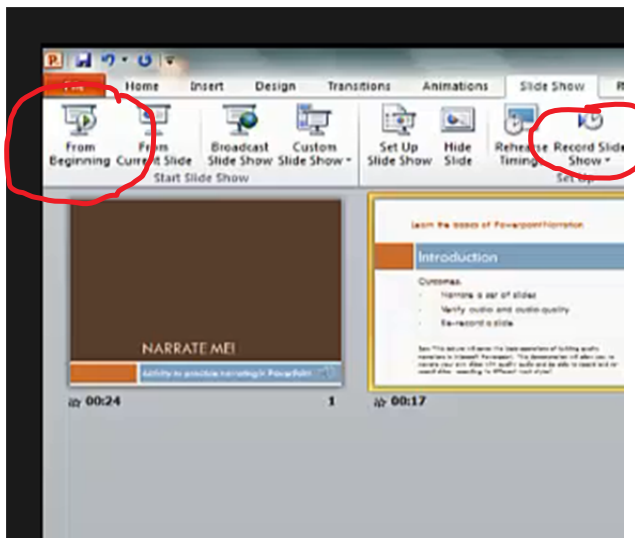 File Home Insert Design Transitions Animations Slide Show
From Beginning
From Current Slide
Broadcast Slide Show
Custom Slide Show
Set Up Slide Show
Hide Slide
Rehearse Timing
Record Slide Show
Start Slide Show
Set Up
Learn the basics of Powerpoint Narration
Introduction
Outcomes:
Narrate a set of slides
Verify audio and audio quality
Re-record a slide
NARRATE ME!
Activity to practice narrating in PowerPoint
00:24
1
00:17